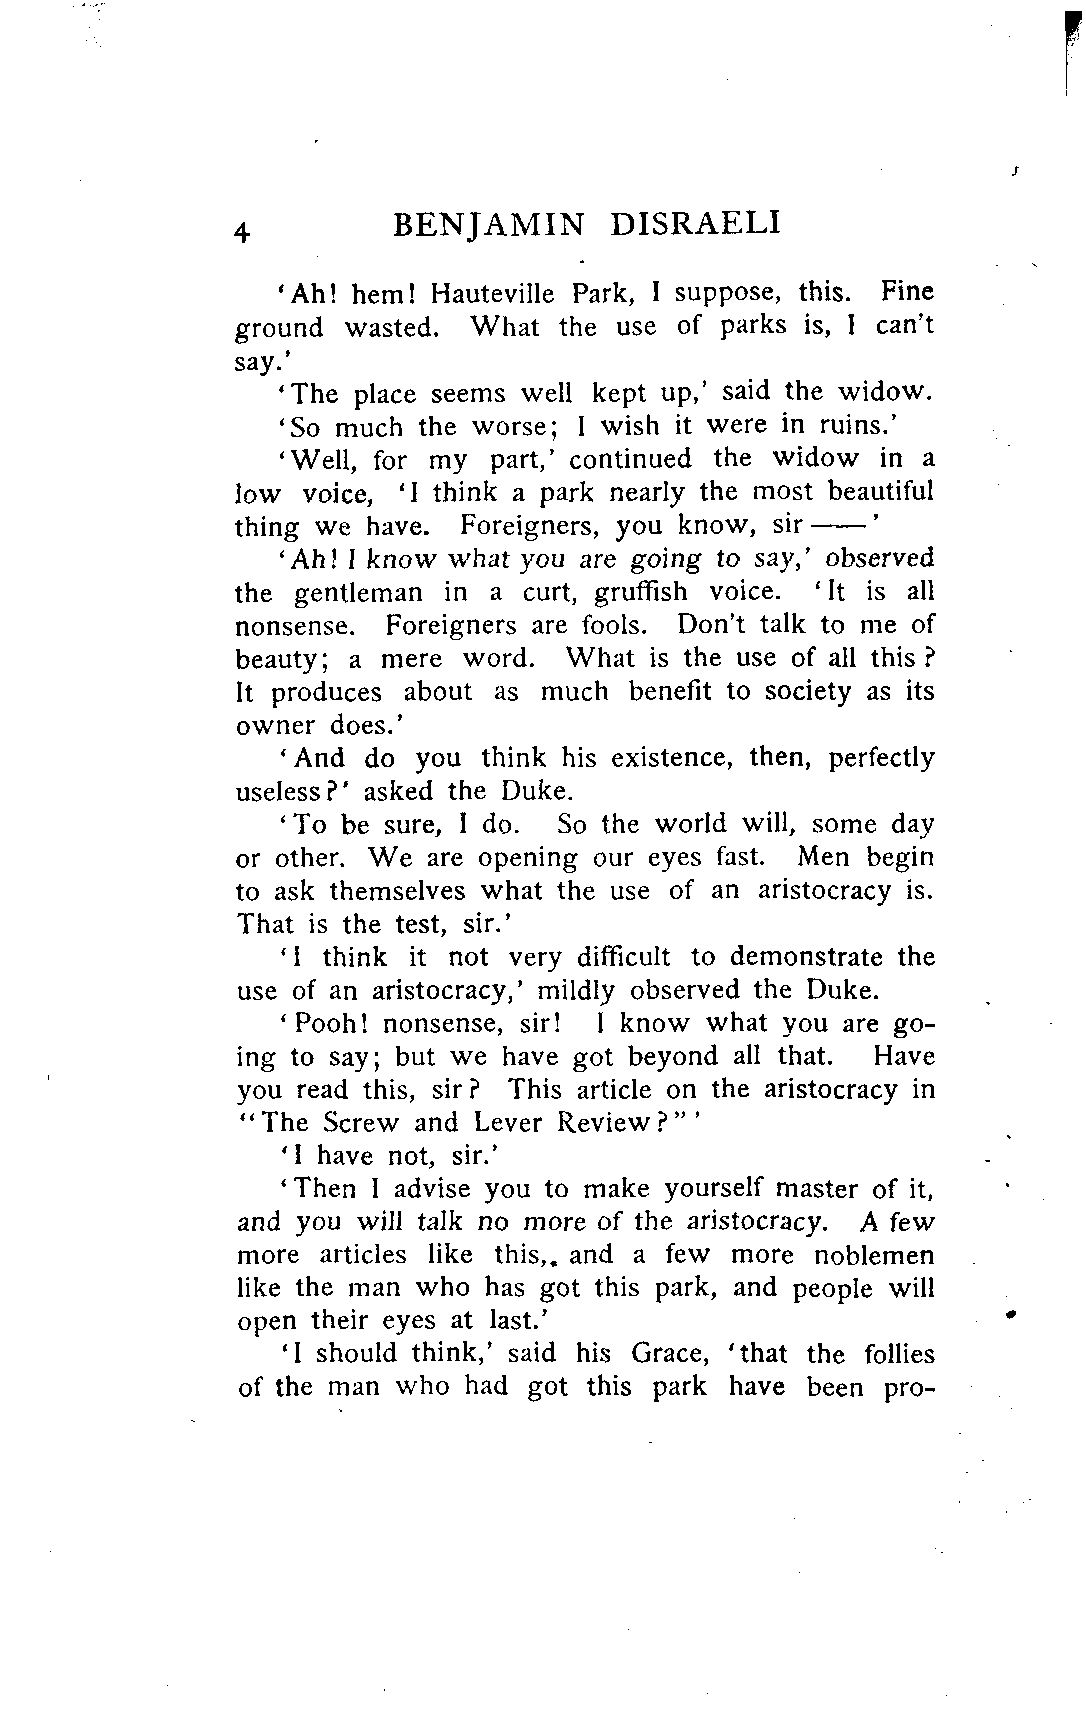 4 BENJAMIN DISRAELI
‘Ah! hem! Hauteville Park, I suppose, this. Fine
ground wasted. What the use of parks is, I can't
say.’
‘The place seems well kept up,’ said the widow.
‘So much the worse; I wish it were in ruins.’
‘Well, for my part,’ continued the widow in a
low voice, ‘I think a park nearly the most beautiful
thing we have. Foreigners, you know, sir ——’
‘Ah! I know what you are going to say,’ observed
the gentleman in a curt, gruffish voice. ‘It is all
nonsense. Foreigners are fools. Don't talk to me of
beauty; a mere word. What is the use of all this?
It produces about as much benefit to society as its
owner does.’
‘And do you think his existence, then, perfectly
useless?’ asked the Duke.
‘To be sure, I do. So the world will, some day
or other. We are opening our eyes fast. Men begin
to ask themselves what the use of an aristocracy is.
That is the test, sir.’
‘I think it not very difficult to demonstrate the
use of an aristocracy,’ mildly observed the Duke.
‘Pooh! nonsense, sir! I know what you are go-
ing to say; but we have got beyond all that. Have
you read this, sir? This article on the aristocracy in
“The Screw and Lever Review?”’
‘I have not, sir.’
‘Then I advise you to make yourself master of it,
and you will talk no more of the aristocracy. A few
more articles like this, and a few more noblemen
like the man who has got this park, and people will
open their eyes at last.’
‘I should think,’ said his Grace, ‘that the follies
of the man who had got this park have been pro-